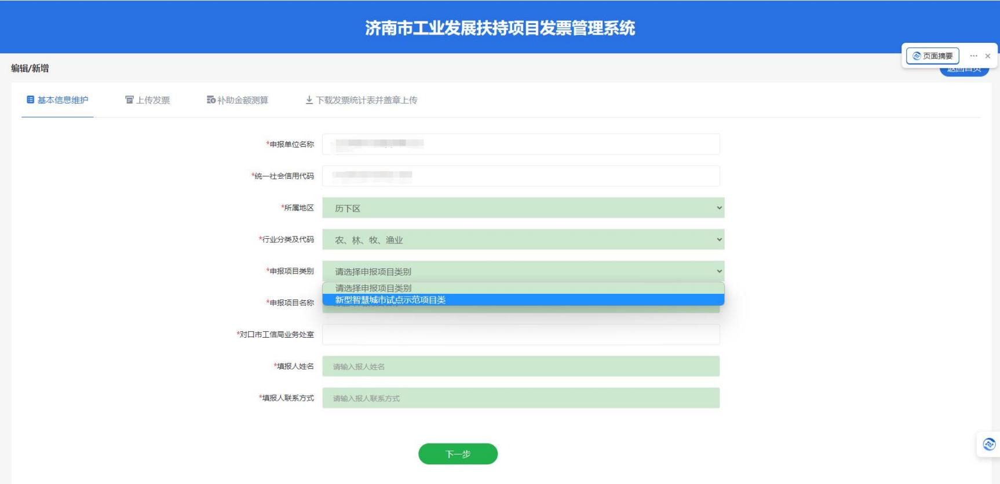 济南市工业发展扶持项目发票管理系统
页面摘要
编辑/新增
返回首页
基本信息维护
上传发票
补助金额测算
下载发票统计表并盖章上传
*申报单位名称
*统一社会信用代码
*所属地区
历下区
*行业分类及代码
农、林、牧、渔业
*申报项目类别
请选择申报项目类别
请选择申报项目类别
新型智慧城市试点示范项目类
*申报项目名称
*对口市工信局业务处室
*填报人姓名
请输入报人姓名
*填报人联系方式
请输入报人联系方式
下一步